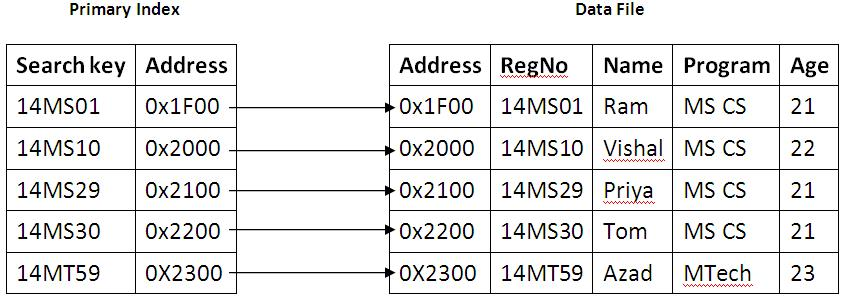 Primary Index Data File
Search key Address Address RegNo Name Program Age
14MS01 0x1F00 0x1F00 14MS01 Ram MS CS 21
14MS10 0x2000 0x2000 14MS10 Vishal MS CS 22
14MS29 0x2100 0x2100 14MS29 Priya MS CS 21
14MS30 0x2200 0x2200 14MS30 Tom MS CS 21
14MT59 0X2300 0X2300 14MT59 Azad MTech 23